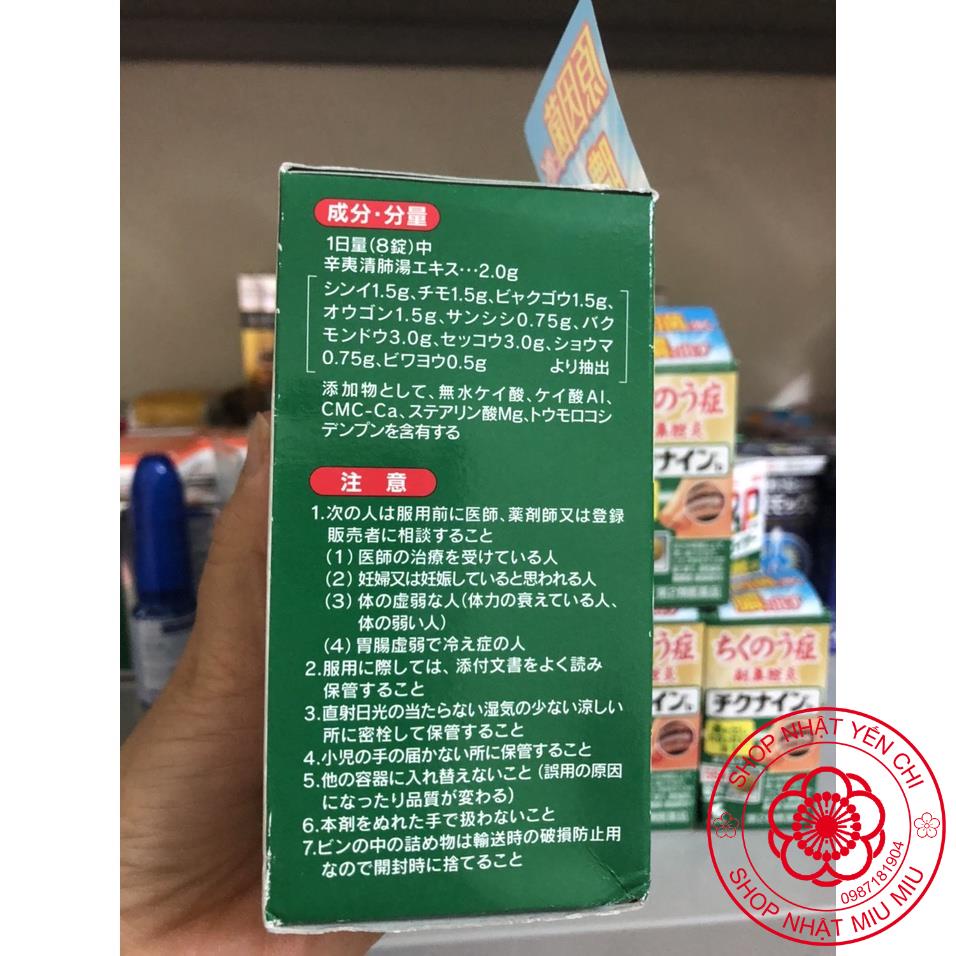 原因菌
成分・分量
1日量(8錠)中
辛夷清肺湯エキス…2.0g
シンイ1.5g、チモ1.5g、ビャクゴウ1.5g、
オウゴン1.5g、サンシシ0.75g、バク
モンドウ3.0g、セッコウ3.0g、ショウマ
0.75g、ビワヨウ0.5g より抽出
添加物として、無水ケイ酸、ケイ酸Al、
CMC-Ca、ステアリン酸Mg、トウモロコシ
デンプンを含有する
注意
1.次の人は服用前に医師、薬剤師又は登録
販売者に相談すること
(1)医師の治療を受けている人
(2)妊婦又は妊娠していると思われる人
(3)体の虚弱な人(体力の衰えている人、
体の弱い人)
(4)胃腸虚弱で冷え症の人
2.服用に際しては、添付文書をよく読み
保管すること
3.直射日光の当たらない湿気の少ない涼しい
所に密栓して保管すること
4.小児の手の届かない所に保管すること
5.他の容器に入れ替えないこと(誤用の原因
になったり品質が変わる)
6.本剤をぬれた手で扱わないこと
7.ビンの中の詰め物は輸送時の破損防止用
なので開封時に捨てること
のう症
鼻腔炎
ナイン
う症
腔炎
ナイン
ちくのう症
副鼻腔炎
チクナイン
SHOP NHẬT YẾN CHI
0987181904
SHOP NHẬT MIU MIU